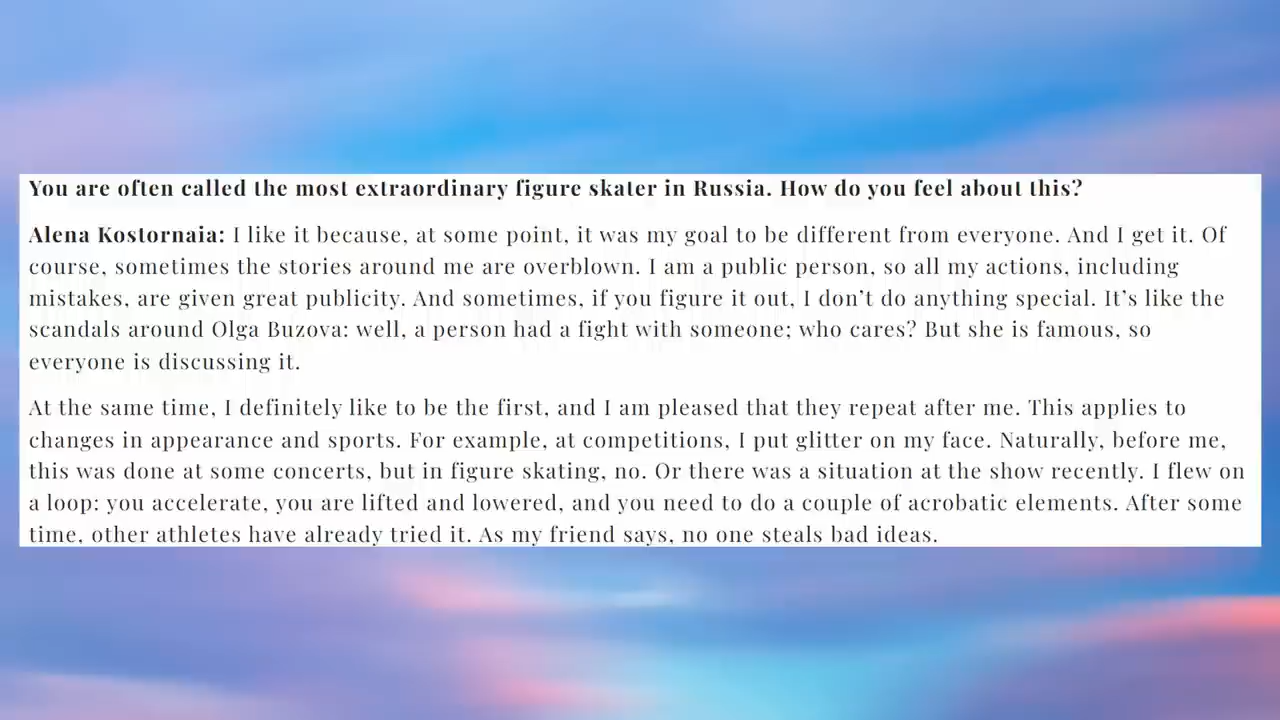 You are often called the most extraordinary figure skater in Russia. How do you feel about this?
Alena Kostornaia: I like it because, at some point, it was my goal to be different from everyone. And I get it. Of
course, sometimes the stories around me are overblown. I am a public person, so all my actions, including
mistakes, are given great publicity. And sometimes, if you figure it out, I don’t do anything special. It’s like the
scandals around Olga Buzova: well, a person had a fight with someone; who cares? But she is famous, so
everyone is discussing it.
At the same time, I definitely like to be the first, and I am pleased that they repeat after me. This applies to
changes in appearance and sports. For example, at competitions, I put glitter on my face. Naturally, before me,
this was done at some concerts, but in figure skating, no. Or there was a situation at the show recently. I flew on
a loop: you accelerate, you are lifted and lowered, and you need to do a couple of acrobatic elements. After some
time, other athletes have already tried it. As my friend says, no one steals bad ideas.